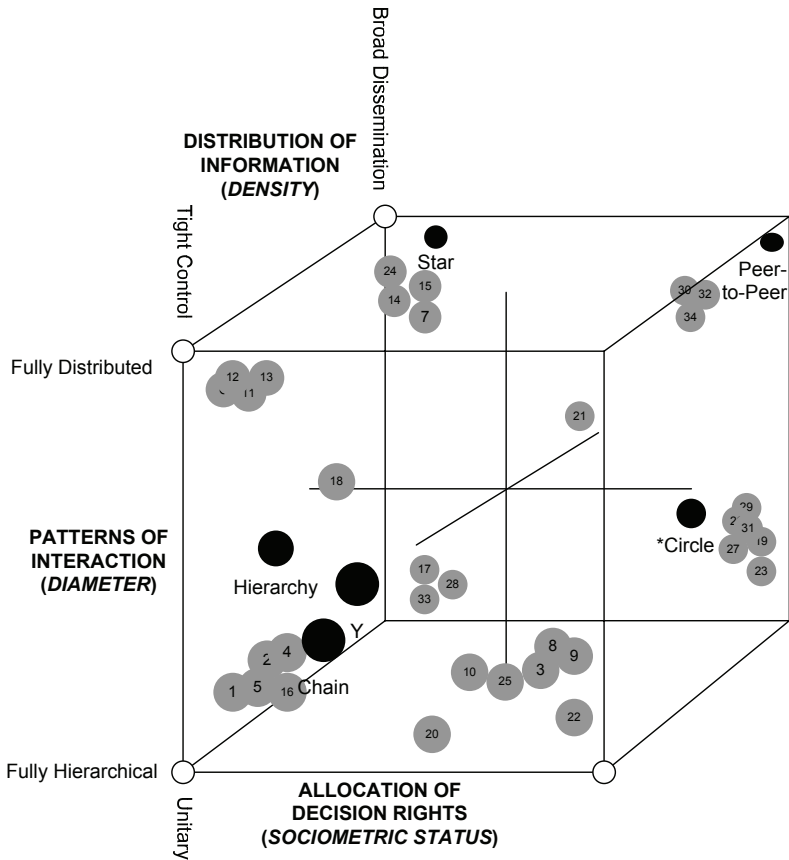 Broad Dissemination
DISTRIBUTION OF
INFORMATION
(DENSITY)
Tight Control
Star
24
15
14
7
Peer-
to-Peer
30
32
34
Fully Distributed
12
13
11
21
18
PATTERNS OF
INTERACTION
(DIAMETER)
Hierarchy
*Circle
29
31
19
27
23
17
28
33
Y
4
2
1
5
16
Chain
8
9
10
3
25
22
20
Fully Hierarchical
Unitary
ALLOCATION OF
DECISION RIGHTS
(SOCIOMETRIC STATUS)